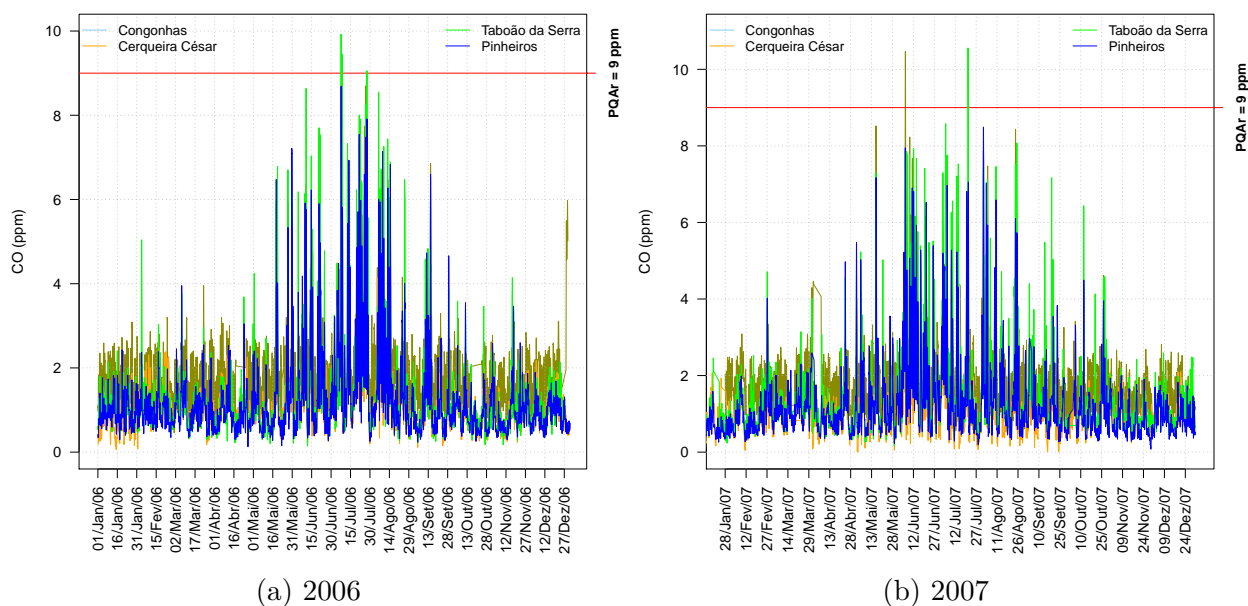 Congonhas
Cerqueira César
Taboão da Serra
Pinheiros
PQAr = 9 ppm
CO (ppm)
10
8
6
4
2
0
01/Jan/06
16/Jan/06
31/Jan/06
15/Fev/06
02/Mar/06
17/Mar/06
01/Abr/06
16/Abr/06
01/Mai/06
16/Mai/06
31/Mai/06
15/Jun/06
30/Jun/06
15/Jul/06
30/Jul/06
14/Ago/06
29/Ago/06
13/Set/06
28/Set/06
13/Out/06
28/Out/06
12/Nov/06
27/Nov/06
12/Dez/06
27/Dez/06
(a) 2006
Congonhas
Cerqueira César
Taboão da Serra
Pinheiros
PQAr = 9 ppm
CO (ppm)
10
8
6
4
2
0
28/Jan/07
12/Fev/07
27/Fev/07
14/Mar/07
29/Mar/07
13/Abr/07
28/Abr/07
13/Mai/07
28/Mai/07
12/Jun/07
27/Jun/07
12/Jul/07
27/Jul/07
11/Ago/07
26/Ago/07
10/Set/07
25/Set/07
10/Out/07
25/Out/07
09/Nov/07
24/Nov/07
09/Dez/07
24/Dez/07
(b) 2007